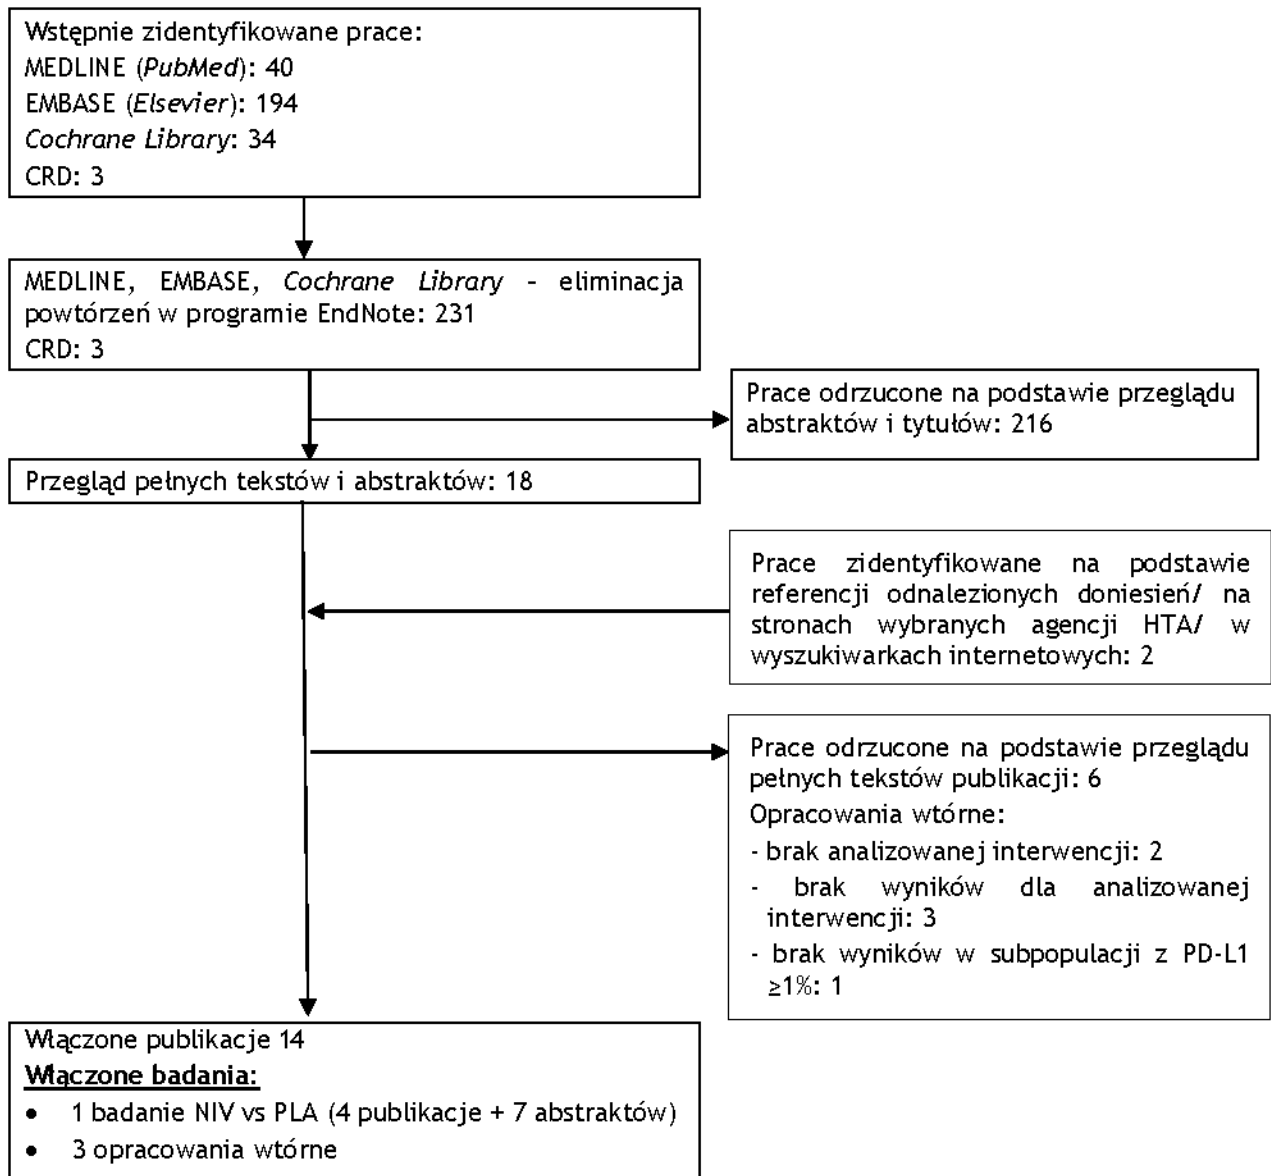 Wstępnie zidentyfikowane prace:
MEDLINE (PubMed): 40
EMBASE (Elsevier): 194
Cochrane Library: 34
CRD: 3
MEDLINE, EMBASE, Cochrane Library - eliminacja
powtórzeń w programie EndNote: 231
CRD: 3
Prace odrzucone na podstawie przeglądu
abstraktów i tytułów: 216
Przegląd pełnych tekstów i abstraktów: 18
Prace zidentyfikowane na podstawie
referencji odnalezionych doniesień/ na
stronach wybranych agencji HTA/ w
wyszukiwarkach internetowych: 2
Prace odrzucone na podstawie przeglądu
pełnych tekstów publikacji: 6
Opracowania wtórne:
- brak analizowanej interwencji: 2
- brak wyników dla analizowanej
interwencji: 3
- brak wyników w subpopulacji z PD-L1
≥1%: 1
Włączone publikacje 14
Włączone badania:
• 1 badanie NIV vs PLA (4 publikacje + 7 abstraktów)
• 3 opracowania wtórne